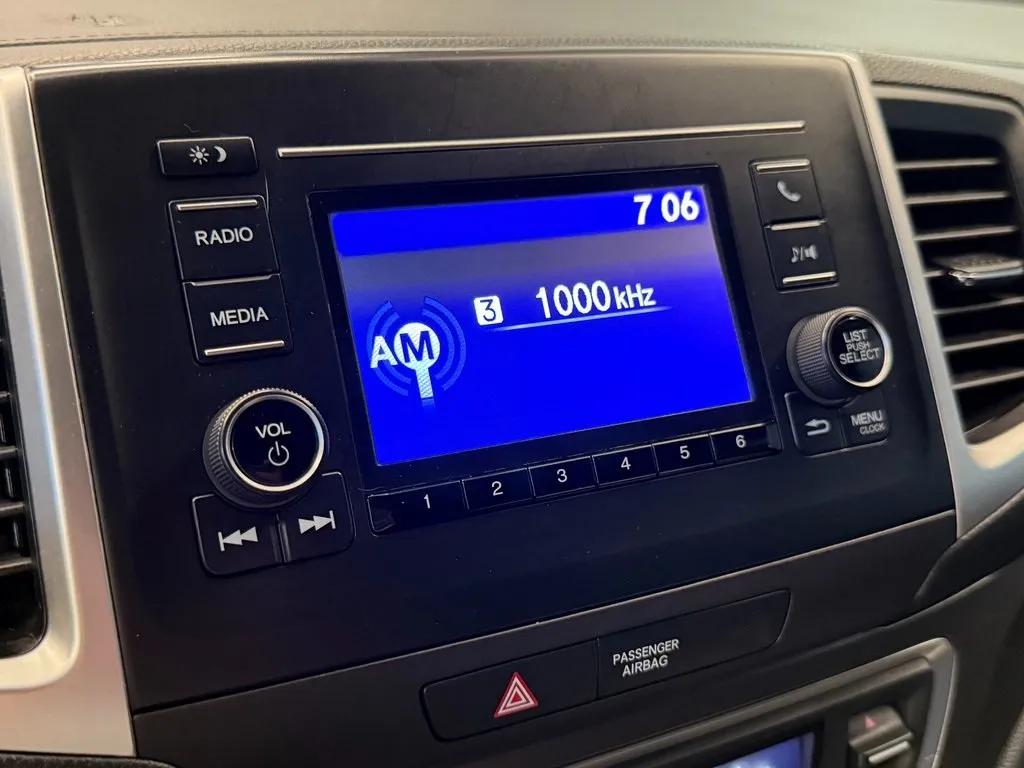 7 06
RADIO
3 1000 kHz
MEDIA
AM
LIST
PUSH
SELECT
VOL
MENU
CLOCK
1 2 3 4 5 6
PASSENGER
AIRBAG